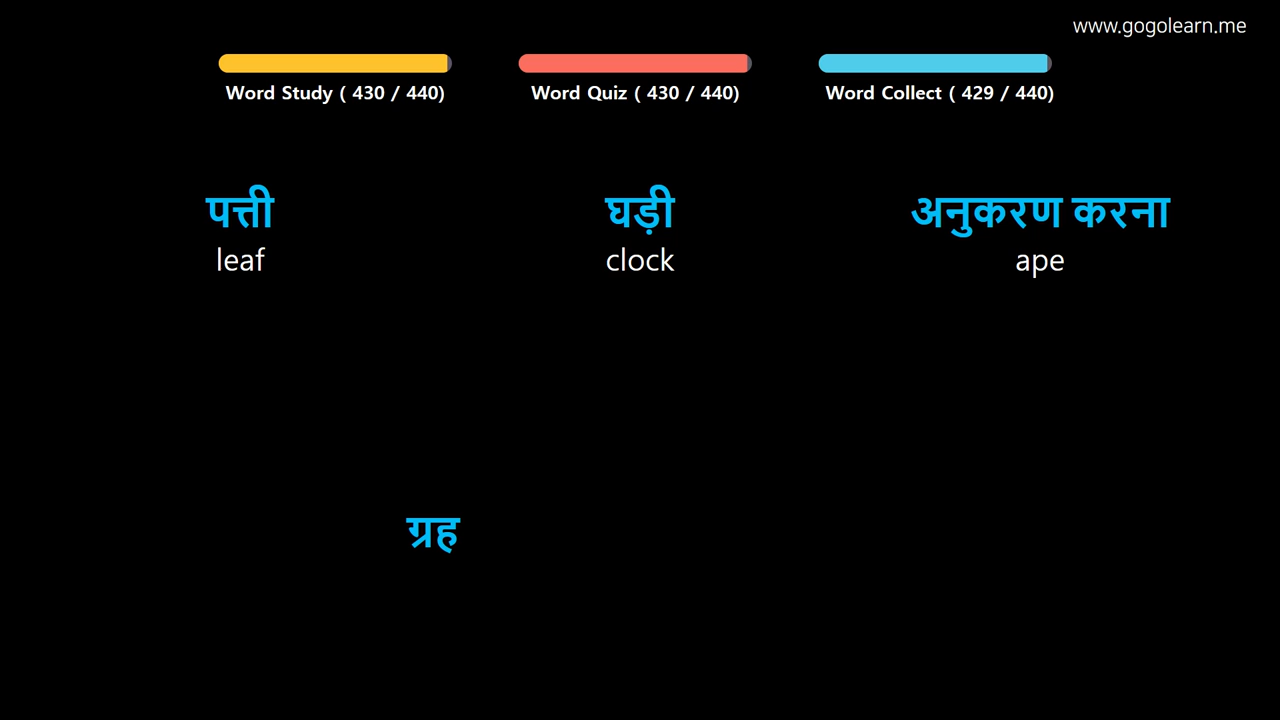 www.gogolearn.me
Word Study ( 430 / 440)
Word Quiz ( 430 / 440)
Word Collect ( 429 / 440)
पत्ती
leaf
घड़ी
clock
अनुकरण करना
ape
ग्रह